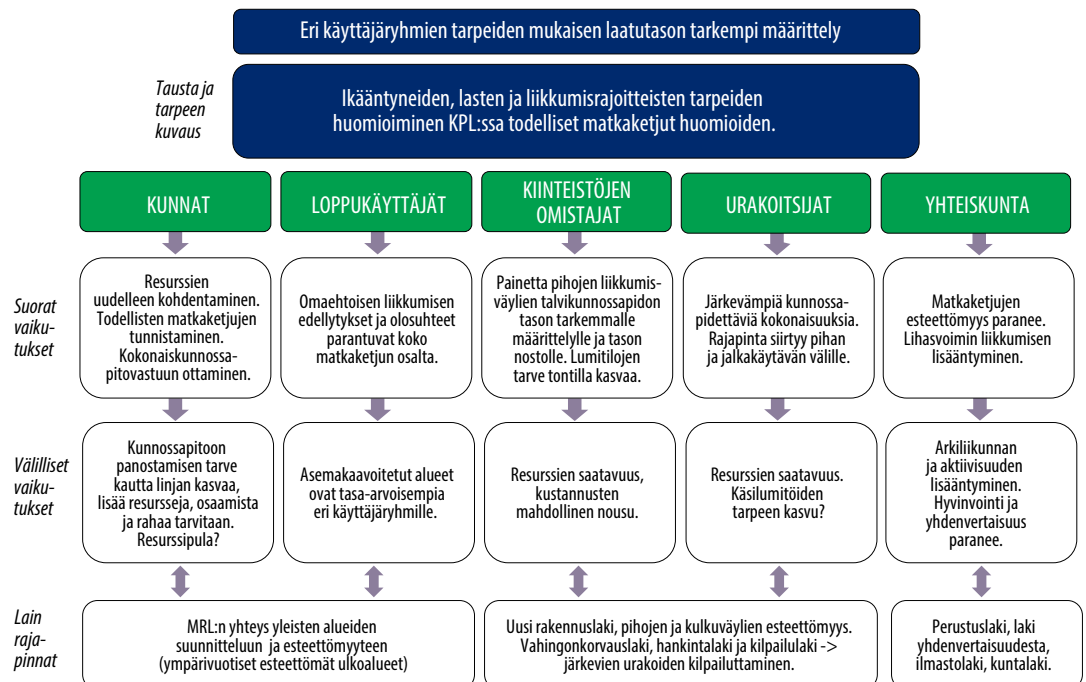 Eri käyttäjäryhmien tarpeiden mukaisen laatutason tarkempi määrittely
Tausta ja
tarpeen
kuvaus
Ikääntyneiden, lasten ja liikkumisrajoitteisten tarpeiden
huomioiminen KPL:ssa todelliset matkaketjut huomioiden.
KUNNAT
LOPPUKÄYTTÄJÄT
KIINTEISTÖJEN
OMISTAJAT
URAKOITSIJAT
YHTEISKUNTA
Suorat
vaiku-
tukset
Resurssien
uudelleen kohdentaminen.
Todellisten matkaketjujen
tunnistaminen.
Kokonaiskunnossa-
pitovastuun ottaminen.
Omaehtoisen liikkumisen
edellytykset ja olosuhteet
parantuvat koko
matkaketjun osalta.
Painetta pihojen liikkumis-
väylien talvikunnossapidon
tason tarkemmalle
määrittelylle ja tason
nostolle. Lumitilojen
tarve tontilla kasvaa.
Järkevämpiä kunnossa-
pidettäviä kokonaisuuksia.
Rajapinta siirtyy pihan
ja jalkakäytävän välille.
Matkaketjujen
esteettömyys paranee.
Lihasvoimin liikkumisen
lisääntyminen.
Välilliset
vaiku-
tukset
Kunnossapitoon
panostamisen tarve
kautta linjan kasvaa,
lisää resursseja, osaamista
ja rahaa tarvitaan.
Resurssipula?
Asemakaavoitetut alueet
ovat tasa-arvoisempia
eri käyttäjäryhmille.
Resurssien saatavuus,
kustannusten
mahdollinen nousu.
Resurssien saatavuus.
Käsilumitöiden
tarpeen kasvu?
Arkiliikunnan
ja aktiivisuuden
lisääntyminen.
Hyvinvointi ja
yhdenvertaisuus
paranee.
Lain
raja-
pinnat
MRL:n yhteys yleisten alueiden
suunnitteluun ja esteettömyyteen
(ympärivuotiset esteettömät ulkoalueet)
Uusi rakennuslaki, pihojen ja kulkuväylien esteettömyys.
Vahingonkorvauslaki, hankintalaki ja kilpailulaki ->
järkevien urakoiden kilpailuttaminen.
Perustuslaki, laki
yhdenvertaisuudesta,
ilmastolaki, kuntalaki.